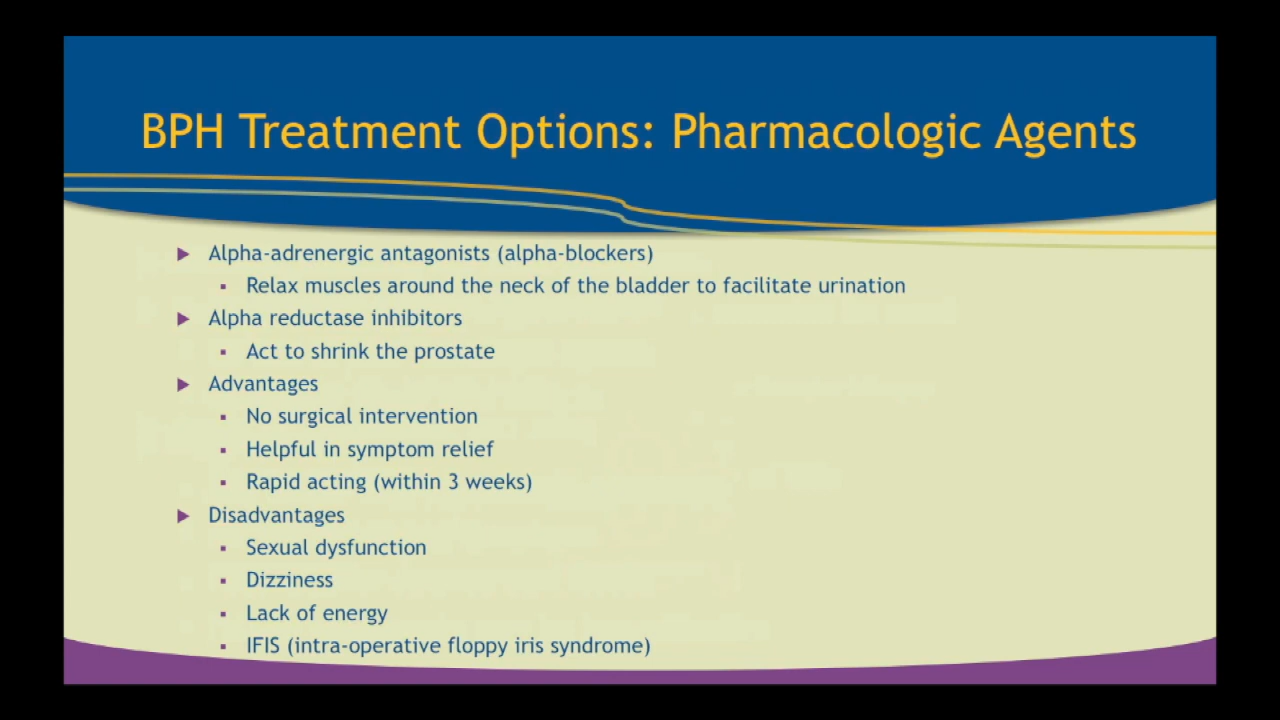 BPH Treatment Options: Pharmacologic Agents
Alpha-adrenergic antagonists (alpha-blockers)
Relax muscles around the neck of the bladder to facilitate urination
Alpha reductase inhibitors
Act to shrink the prostate
Advantages
No surgical intervention
Helpful in symptom relief
Rapid acting (within 3 weeks)
Disadvantages
Sexual dysfunction
Dizziness
Lack of energy
IFIS (intra-operative floppy iris syndrome)